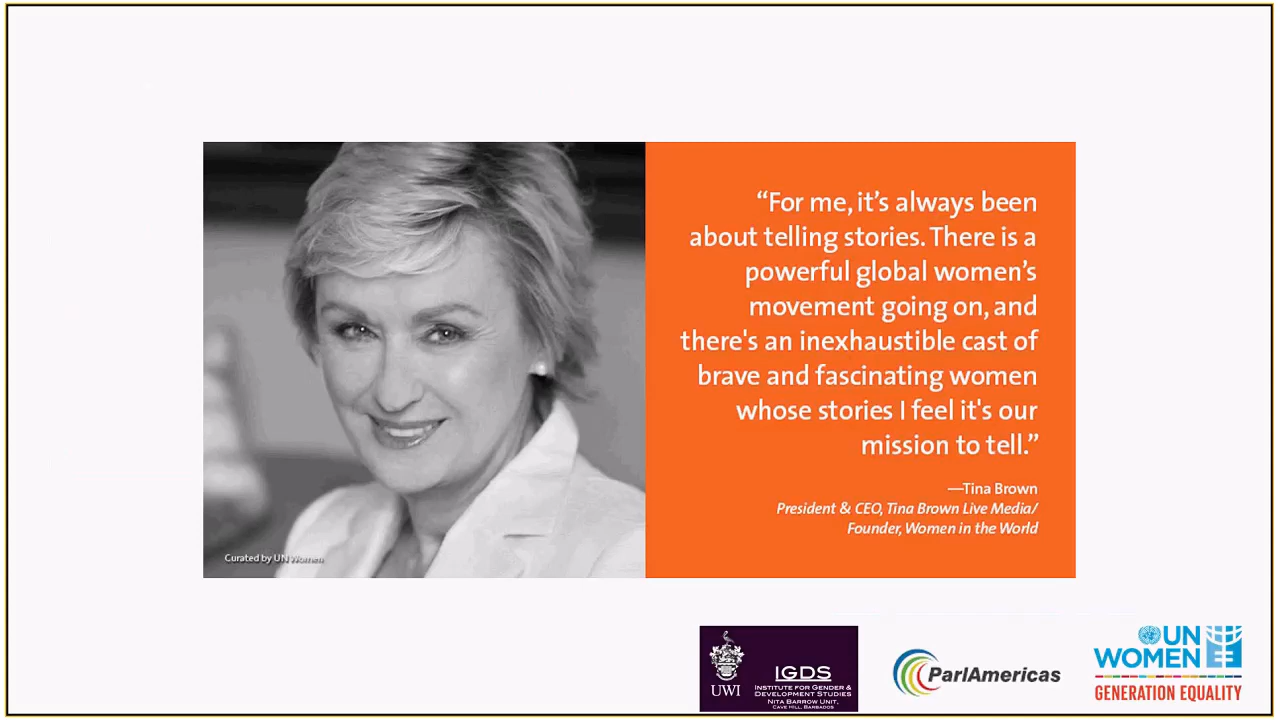 “For me, it’s always been
about telling stories. There is a
powerful global women’s
movement going on, and
there's an inexhaustible cast of
brave and fascinating women
whose stories I feel it's our
mission to tell.”
—Tina Brown
President & CEO, Tina Brown Live Media/
Founder, Women in the World
Curated by UN Women
UWI
IGDS
INSTITUTE FOR GENDER &
DEVELOPMENT STUDIES
NITA BARROW UNIT,
CAVE HILL, BARBADOS
ParlAmericas
UN
WOMEN
GENERATION EQUALITY